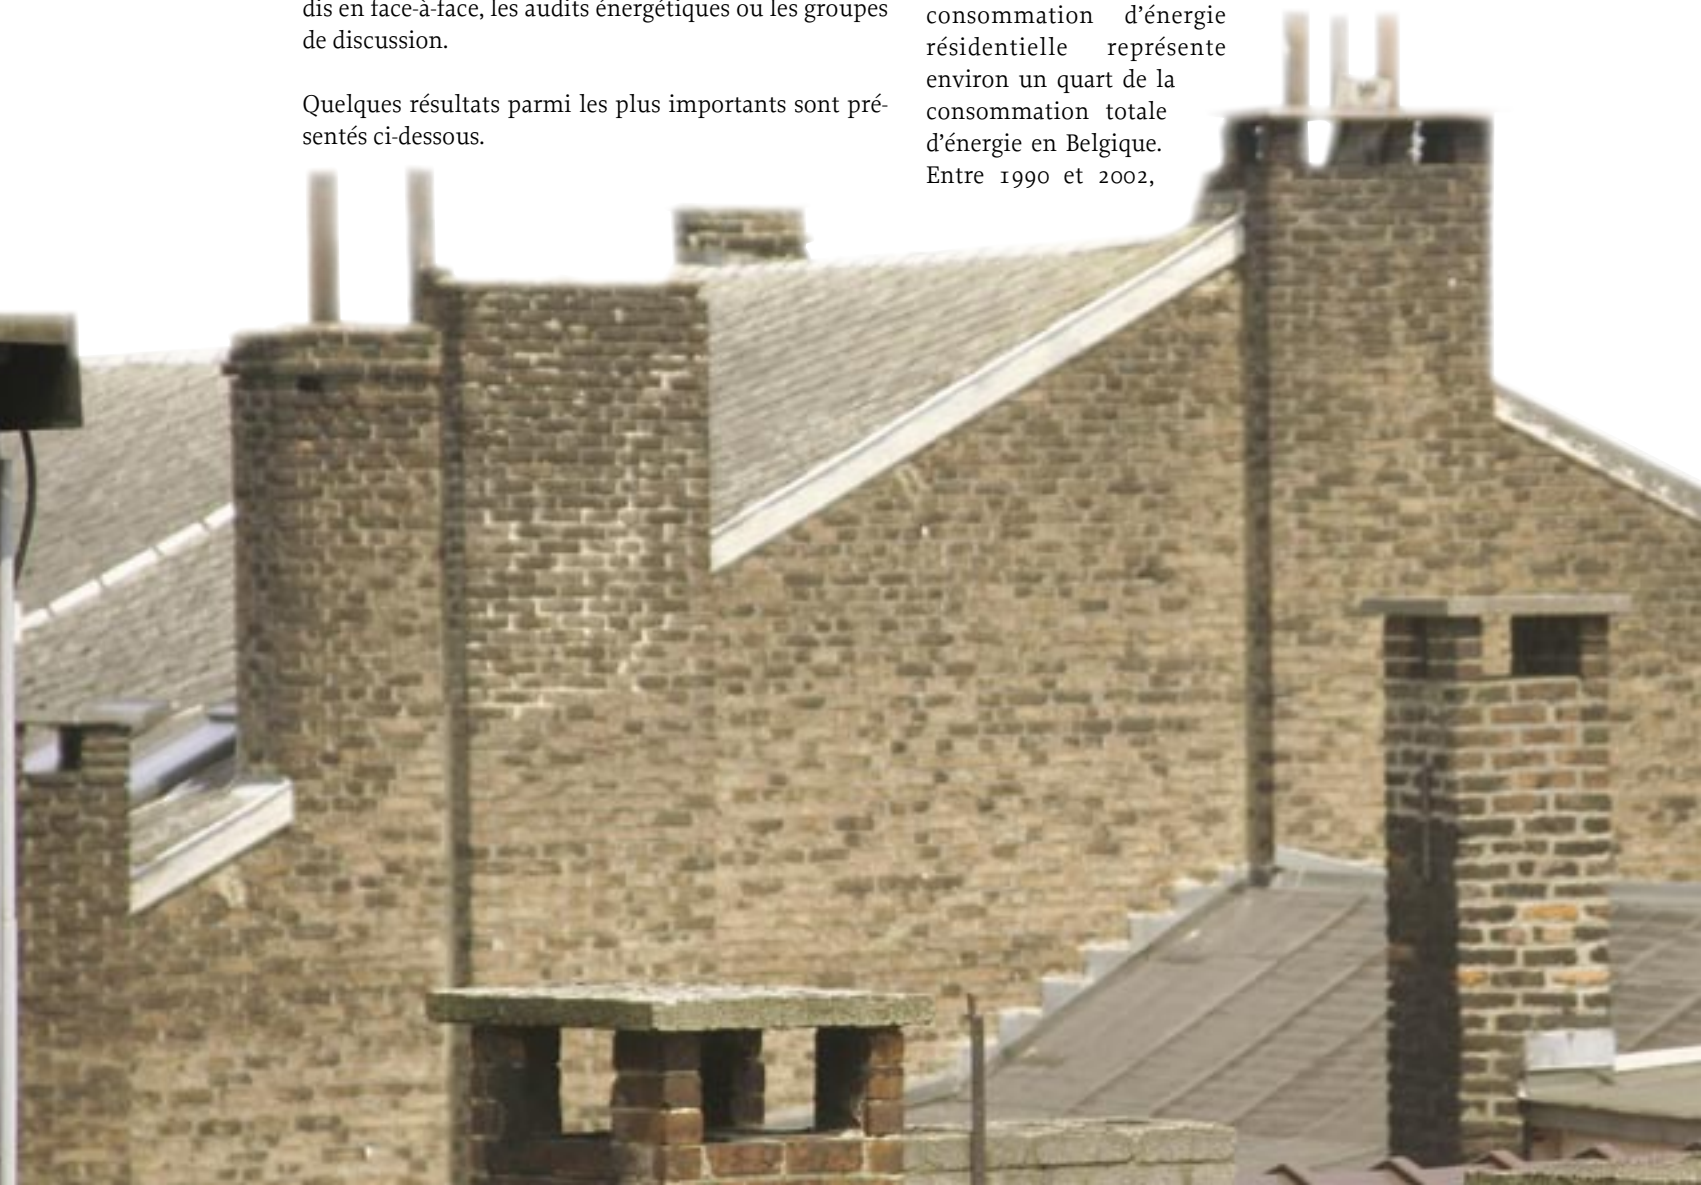 dis en face-à-face, les audits énergétiques ou les groupes
de discussion.
Quelques résultats parmi les plus importants sont pré-
sentés ci-dessous.
consommation d’énergie
résidentielle représente
environ un quart de la
consommation totale
d’énergie en Belgique.
Entre 1990 et 2002,